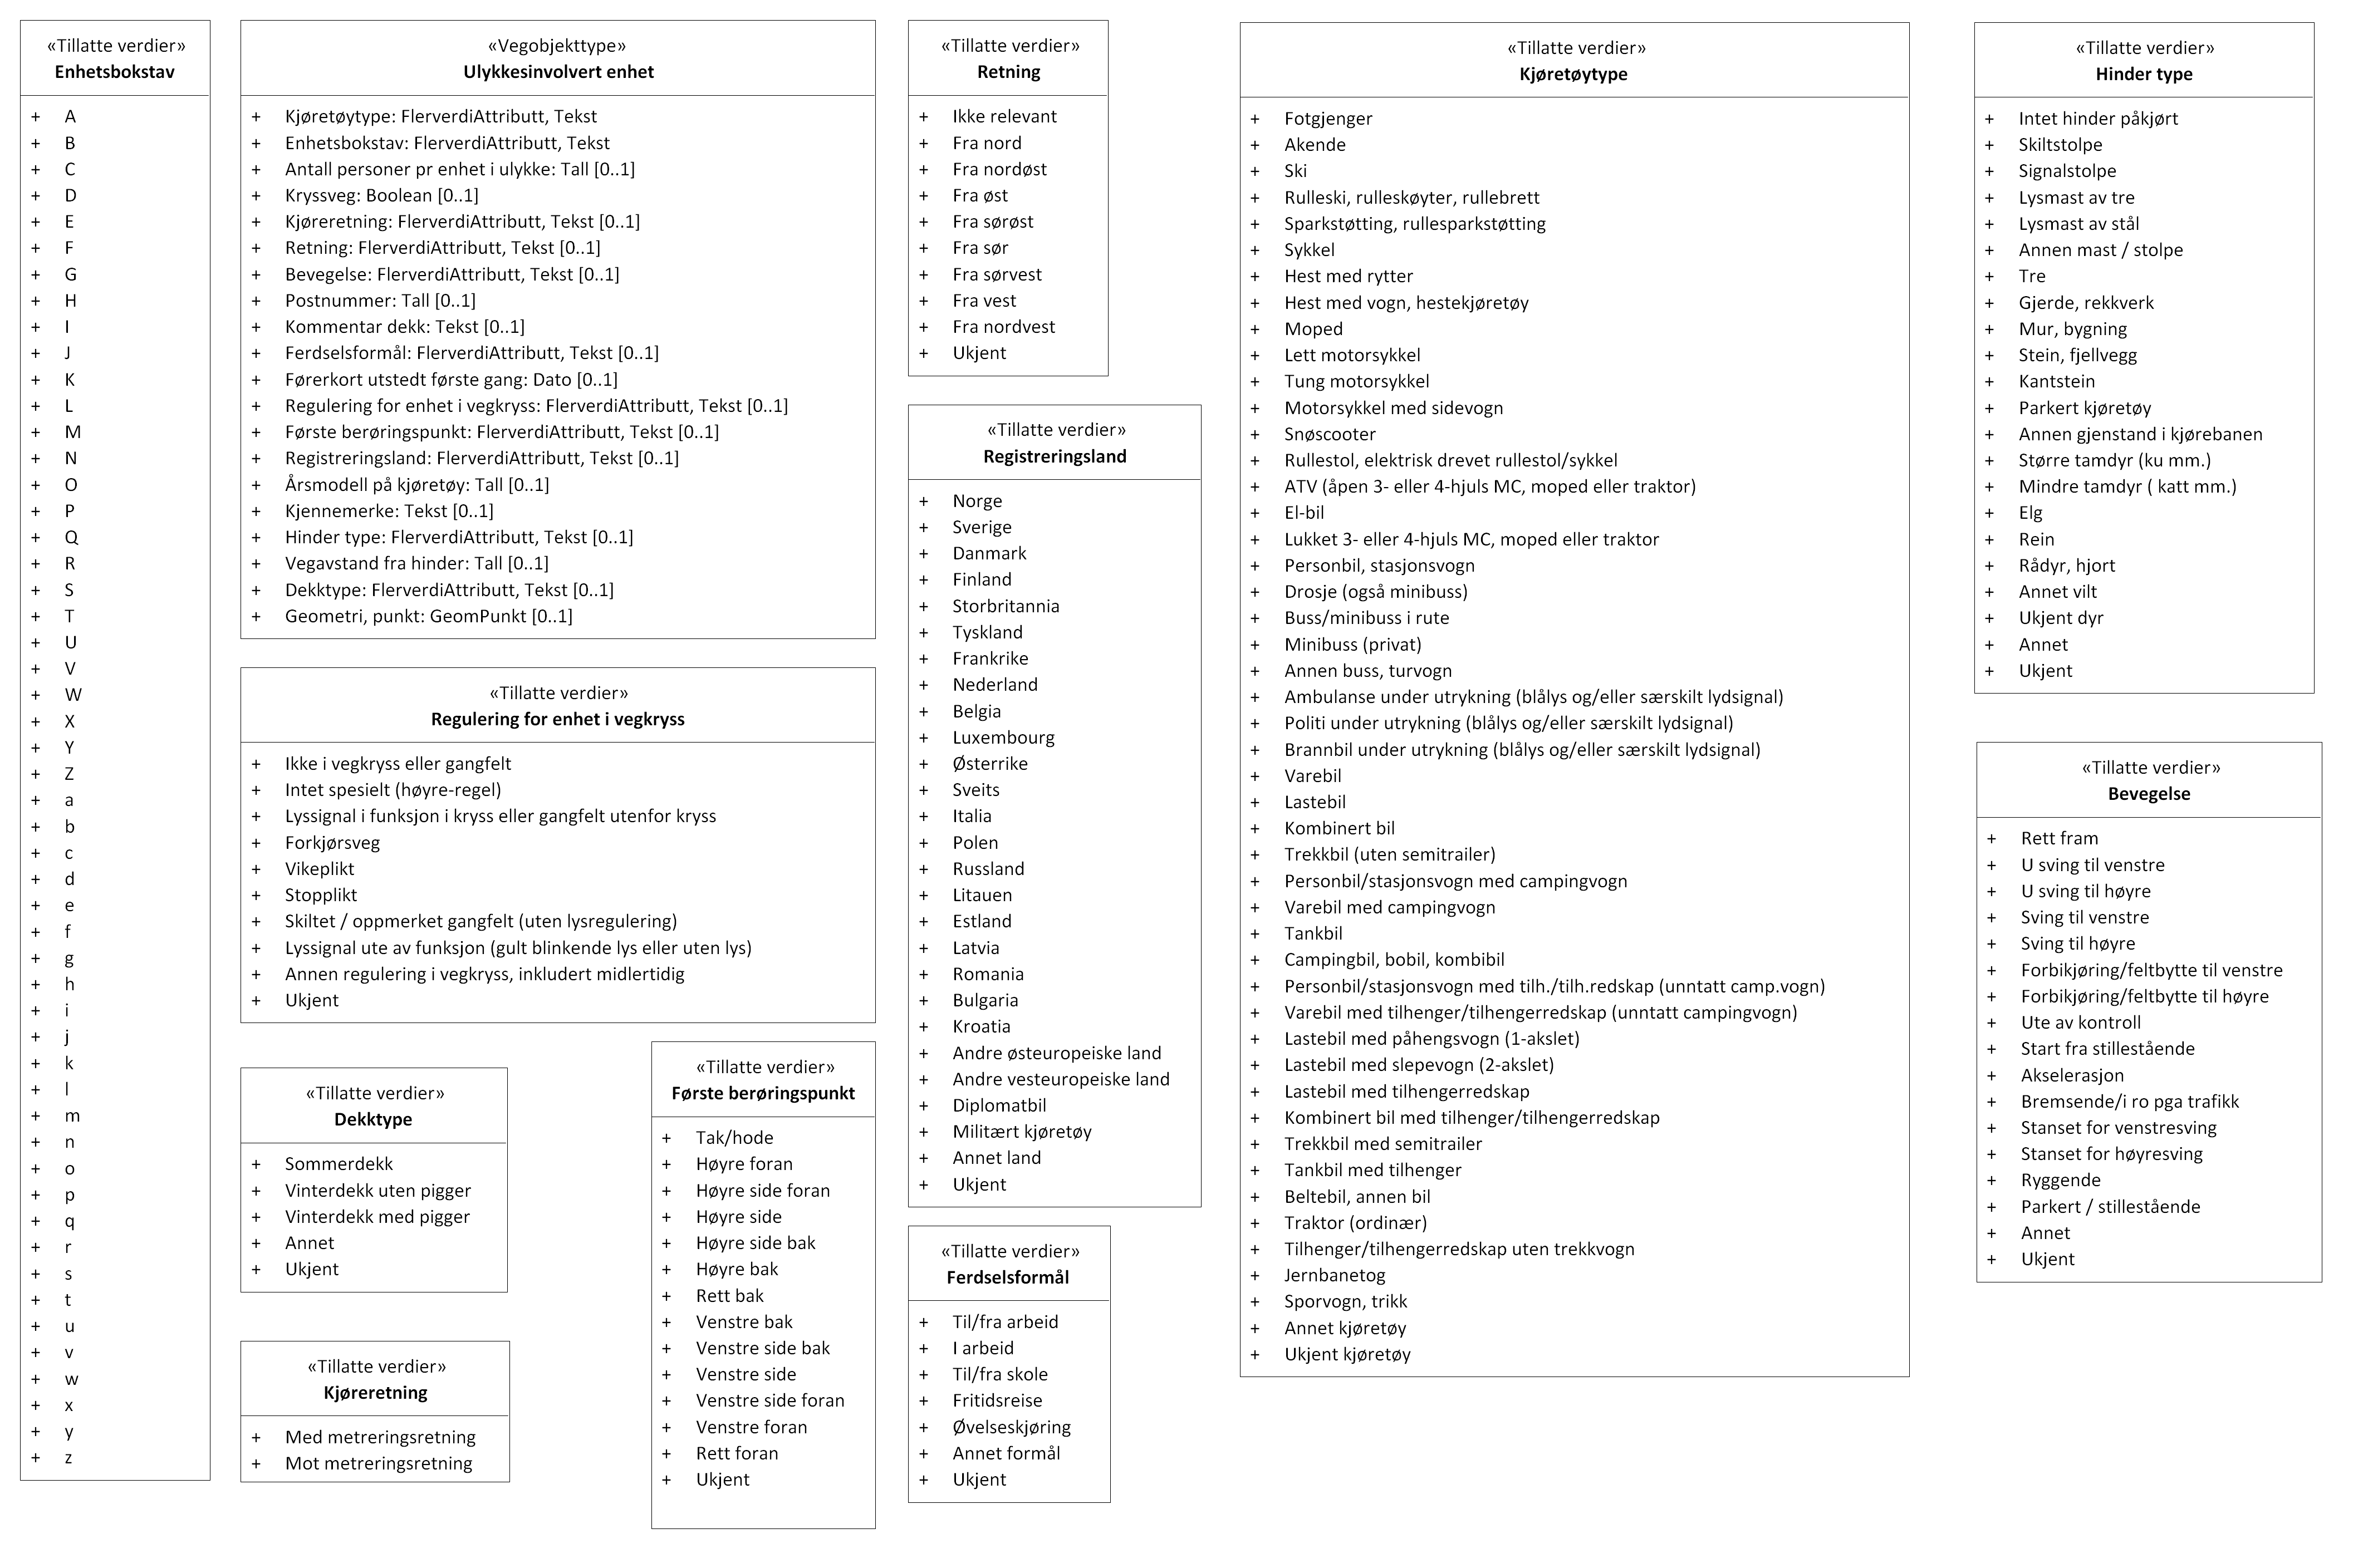 «Tillatte verdier»
Enhetsbokstav
+ A
+ B
+ C
+ D
+ E
+ F
+ G
+ H
+ I
+ J
+ K
+ L
+ M
+ N
+ O
+ P
+ Q
+ R
+ S
+ T
+ U
+ V
+ W
+ X
+ Y
+ Z
+ a
+ b
+ c
+ d
+ e
+ f
+ g
+ h
+ i
+ j
+ k
+ l
+ m
+ n
+ o
+ p
+ q
+ r
+ s
+ t
+ u
+ v
+ w
+ x
+ y
+ z
«Vegobjekttype»
Ulykkesinvolvert enhet
+ Kjøretøytype: FlerverdiAttributt, Tekst
+ Enhetsbokstav: FlerverdiAttributt, Tekst
+ Antall personer pr enhet i ulykke: Tall [0..1]
+ Kryssveg: Boolean [0..1]
+ Kjøreretning: FlerverdiAttributt, Tekst [0..1]
+ Retning: FlerverdiAttributt, Tekst [0..1]
+ Bevegelse: FlerverdiAttributt, Tekst [0..1]
+ Postnummer: Tall [0..1]
+ Kommentar dekk: Tekst [0..1]
+ Ferdselsformål: FlerverdiAttributt, Tekst [0..1]
+ Førerkort utstedt første gang: Dato [0..1]
+ Regulering for enhet i vegkryss: FlerverdiAttributt, Tekst [0..1]
+ Første berøringspunkt: FlerverdiAttributt, Tekst [0..1]
+ Registreringsland: FlerverdiAttributt, Tekst [0..1]
+ Årsmodell på kjøretøy: Tall [0..1]
+ Kjennemerke: Tekst [0..1]
+ Hinder type: FlerverdiAttributt, Tekst [0..1]
+ Vegavstand fra hinder: Tall [0..1]
+ Dekktype: FlerverdiAttributt, Tekst [0..1]
+ Geometri, punkt: GeomPunkt [0..1]
«Tillatte verdier»
Regulering for enhet i vegkryss
+ Ikke i vegkryss eller gangfelt
+ Intet spesielt (høyre-regel)
+ Lyssignal i funksjon i kryss eller gangfelt utenfor kryss
+ Forkjørsveg
+ Vikeplikt
+ Stopplikt
+ Skiltet / oppmerket gangfelt (uten lysregulering)
+ Lyssignal ute av funksjon (gult blinkende lys eller uten lys)
+ Annen regulering i vegkryss, inkludert midlertidig
+ Ukjent
«Tillatte verdier»
Dekktype
+ Sommerdekk
+ Vinterdekk uten pigger
+ Vinterdekk med pigger
+ Annet
+ Ukjent
«Tillatte verdier»
Kjøreretning
+ Med metreringsretning
+ Mot metreringsretning
«Tillatte verdier»
Første berøringspunkt
+ Tak/hode
+ Høyre foran
+ Høyre side foran
+ Høyre side
+ Høyre side bak
+ Høyre bak
+ Rett bak
+ Venstre bak
+ Venstre side bak
+ Venstre side
+ Venstre side foran
+ Venstre foran
+ Rett foran
+ Ukjent
«Tillatte verdier»
Retning
+ Ikke relevant
+ Fra nord
+ Fra nordøst
+ Fra øst
+ Fra sørøst
+ Fra sør
+ Fra sørvest
+ Fra vest
+ Fra nordvest
+ Ukjent
«Tillatte verdier»
Registreringsland
+ Norge
+ Sverige
+ Danmark
+ Finland
+ Storbritannia
+ Tyskland
+ Frankrike
+ Nederland
+ Belgia
+ Luxembourg
+ Østerrike
+ Sveits
+ Italia
+ Polen
+ Russland
+ Litauen
+ Estland
+ Latvia
+ Romania
+ Bulgaria
+ Kroatia
+ Andre østeuropeiske land
+ Andre vesteuropeiske land
+ Diplomatbil
+ Militært kjøretøy
+ Annet land
+ Ukjent
«Tillatte verdier»
Ferdselsformål
+ Til/fra arbeid
+ I arbeid
+ Til/fra skole
+ Fritidsreise
+ Øvelseskjøring
+ Annet formål
+ Ukjent
«Tillatte verdier»
Kjøretøytype
+ Fotgjenger
+ Akende
+ Ski
+ Rulleski, rulleskøyter, rullebrett
+ Sparkstøtting, rullesparkstøtting
+ Sykkel
+ Hest med rytter
+ Hest med vogn, hestekjøretøy
+ Moped
+ Lett motorsykkel
+ Tung motorsykkel
+ Motorsykkel med sidevogn
+ Snøscooter
+ Rullestol, elektrisk drevet rullestol/sykkel
+ ATV (åpen 3- eller 4-hjuls MC, moped eller traktor)
+ El-bil
+ Lukket 3- eller 4-hjuls MC, moped eller traktor
+ Personbil, stasjonsvogn
+ Drosje (også minibuss)
+ Buss/minibuss i rute
+ Minibuss (privat)
+ Annen buss, turvogn
+ Ambulanse under utrykning (blålys og/eller særskilt lydsignal)
+ Politi under utrykning (blålys og/eller særskilt lydsignal)
+ Brannbil under utrykning (blålys og/eller særskilt lydsignal)
+ Varebil
+ Lastebil
+ Kombinert bil
+ Trekkbil (uten semitrailer)
+ Personbil/stasjonsvogn med campingvogn
+ Varebil med campingvogn
+ Tankbil
+ Campingbil, bobil, kombibil
+ Personbil/stasjonsvogn med tilh./tilh.redskap (unntatt camp.vogn)
+ Varebil med tilhenger/tilhengerredskap (unntatt campingvogn)
+ Lastebil med påhengsvogn (1-akslet)
+ Lastebil med slepevogn (2-akslet)
+ Lastebil med tilhengerredskap
+ Kombinert bil med tilhenger/tilhengerredskap
+ Trekkbil med semitrailer
+ Tankbil med tilhenger
+ Beltebil, annen bil
+ Traktor (ordinær)
+ Tilhenger/tilhengerredskap uten trekkvogn
+ Jernbanetog
+ Sporvogn, trikk
+ Annet kjøretøy
+ Ukjent kjøretøy
«Tillatte verdier»
Hinder type
+ Intet hinder påkjørt
+ Skiltstolpe
+ Signalstolpe
+ Lysmast av tre
+ Lysmast av stål
+ Annen mast / stolpe
+ Tre
+ Gjerde, rekkverk
+ Mur, bygning
+ Stein, fjellvegg
+ Kantstein
+ Parkert kjøretøy
+ Annen gjenstand i kjørebanen
+ Større tamdyr (ku mm.)
+ Mindre tamdyr ( katt mm.)
+ Elg
+ Rein
+ Rådyr, hjort
+ Annet vilt
+ Ukjent dyr
+ Annet
+ Ukjent
«Tillatte verdier»
Bevegelse
+ Rett fram
+ U sving til venstre
+ U sving til høyre
+ Sving til venstre
+ Sving til høyre
+ Forbikjøring/feltbytte til venstre
+ Forbikjøring/feltbytte til høyre
+ Ute av kontroll
+ Start fra stillestående
+ Akselerasjon
+ Bremsende/i ro pga trafikk
+ Stanset for venstresving
+ Stanset for høyresving
+ Ryggende
+ Parkert / stillestående
+ Annet
+ Ukjent